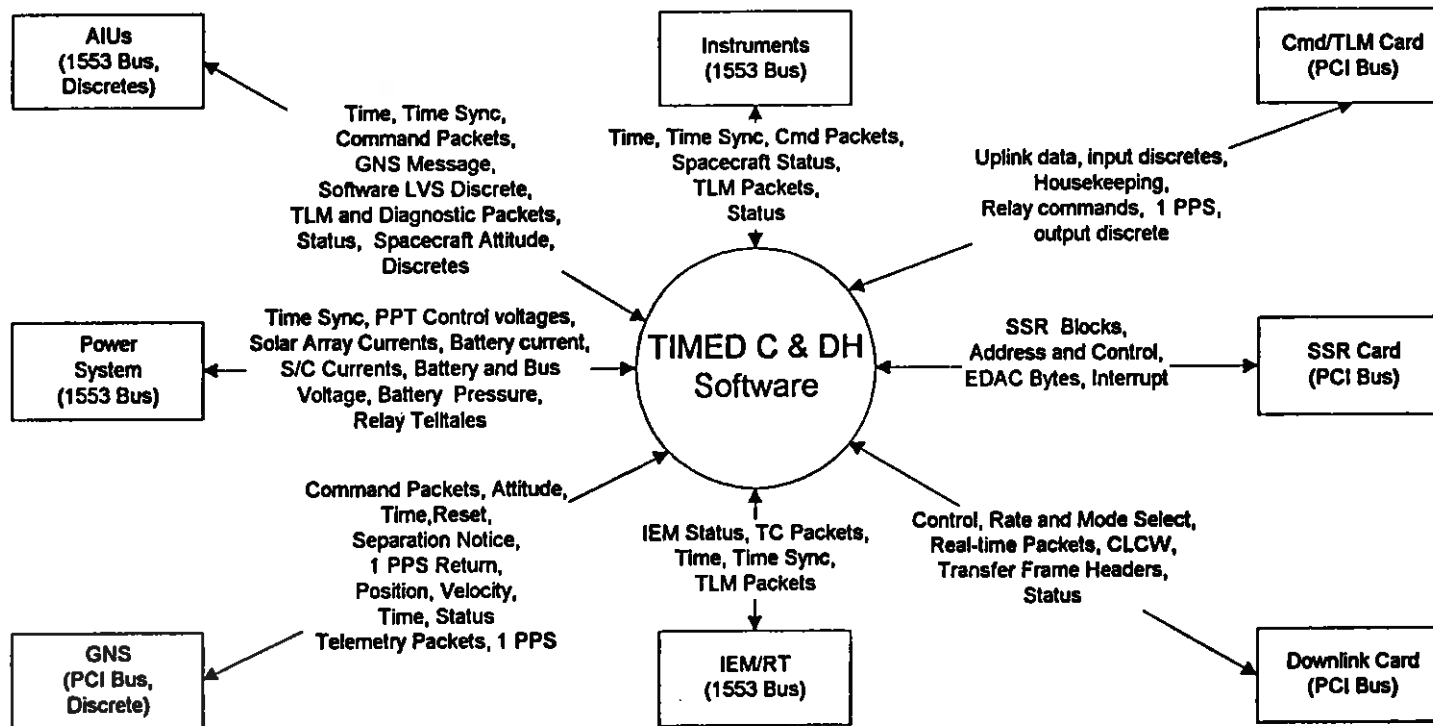 AIUs
(1553 Bus,
Discretes)
Instruments
(1553 Bus)
Cmd/TLM Card
(PCI Bus)
Time, Time Sync,
Command Packets,
GNS Message,
Software LVS Discrete,
TLM and Diagnostic Packets,
Status, Spacecraft Attitude,
Discretes
Time, Time Sync, Cmd Packets,
Spacecraft Status,
TLM Packets,
Status
Uplink data, input discretes,
Housekeeping,
Relay commands, 1 PPS,
output discrete
Power
System
(1553 Bus)
Time Sync, PPT Control voltages,
Solar Array Currents, Battery current,
S/C Currents, Battery and Bus
Voltage, Battery Pressure,
Relay Telltales
TIMED C & DH
Software
SSR Blocks,
Address and Control,
EDAC Bytes, Interrupt
SSR Card
(PCI Bus)
Command Packets, Attitude,
Time,Reset,
Separation Notice,
1 PPS Return,
Position, Velocity,
Time, Status
Telemetry Packets, 1 PPS
IEM Status, TC Packets,
Time, Time Sync,
TLM Packets
Control, Rate and Mode Select,
Real-time Packets, CLCW,
Transfer Frame Headers,
Status
GNS
(PCI Bus,
Discrete)
IEM/RT
(1553 Bus)
Downlink Card
(PCI Bus)